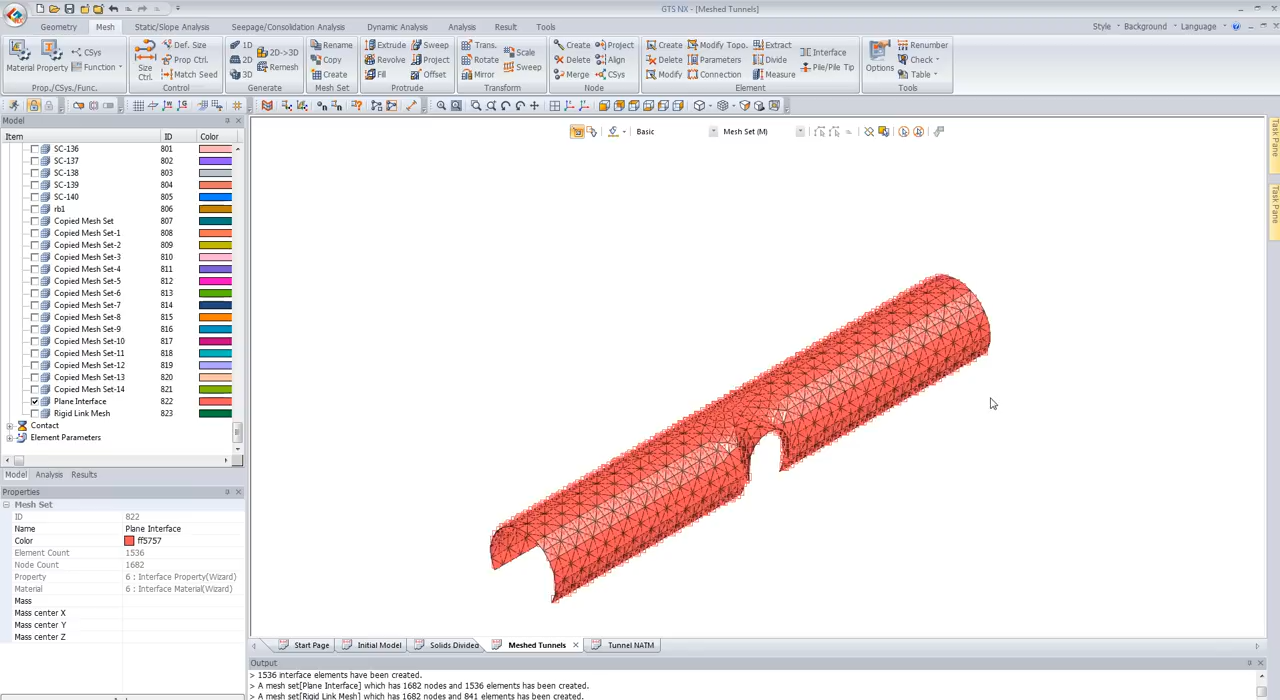 GTS NX - [Meshed Tunnels]
Geometry Mesh Static/Slope Analysis Seepage/Consolidation Analysis Dynamic Analysis Analysis Result Tools
Style Background Language
Material Property CSys Function
Prop./CSys./Func.
Size Ctrl. Def. Size Prop Ctrl. Match Seed
Control
1D 2D 3D 2D->3D Remesh
Generate
Rename Copy Create
Mesh Set
Extrude Revolve Fill Sweep Project Offset
Protrude
Trans. Rotate Mirror Scale Sweep
Transform
Create Delete Merge Project Align CSys
Node
Create Delete Modify Modify Topo. Parameters Connection Extract Divide Measure Interface Pile/Pile Tip
Element
Options Renumber Check Table
Tools
Model
Item ID Color
SC-136 801
SC-137 802
SC-138 803
SC-139 804
SC-140 805
rb1 806
Copied Mesh Set 807
Copied Mesh Set-1 808
Copied Mesh Set-2 809
Copied Mesh Set-3 810
Copied Mesh Set-4 811
Copied Mesh Set-5 812
Copied Mesh Set-6 813
Copied Mesh Set-7 814
Copied Mesh Set-8 815
Copied Mesh Set-9 816
Copied Mesh Set-10 817
Copied Mesh Set-11 818
Copied Mesh Set-12 819
Copied Mesh Set-13 820
Copied Mesh Set-14 821
Plane Interface 822
Rigid Link Mesh 823
Contact
Element Parameters
Model Analysis Results
Properties
Mesh Set
ID 822
Name Plane Interface
Color ff5757
Element Count 1536
Node Count 1682
Property 6 : Interface Property(Wizard)
Material 6 : Interface Material(Wizard)
Mass
Mass center X
Mass center Y
Mass center Z
Basic Mesh Set (M)
Task Pane
Task Pane
Start Page Initial Model Solids Divided Meshed Tunnels Tunnel NATM
Output
> 1536 interface elements have been created.
> A mesh set[Plane Interface] which has 1682 nodes and 1536 elements has been created.
> A mesh set[Rigid Link Mesh] which has 1682 nodes and 841 elements has been created.